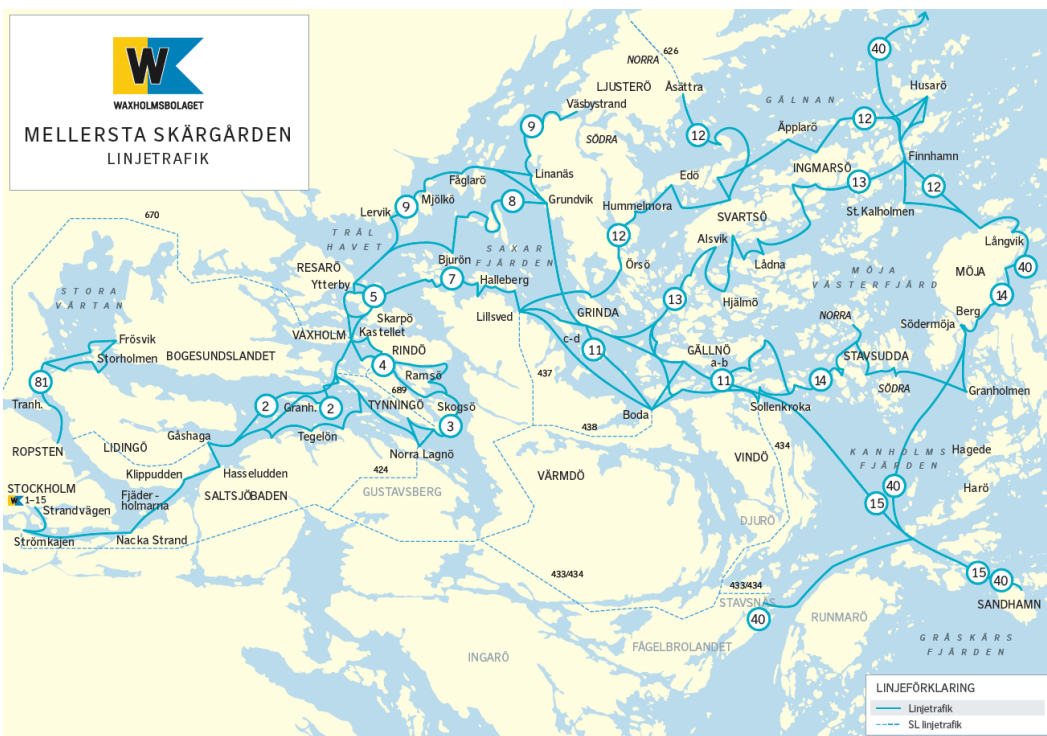 W
WAXHOLMSBOLAGET
MELLERSTA SKÄRGÅRDEN
LINJETRAFIK
40
626
NORRA
LJUSTERÖ
Åsättra
Väsbystrand
Husarö
GÄLNAN
9
SÖDRA
12
12
Äpplarö
Finnhamn
INGMARSÖ
Linanäs
Fåglarö
Edö
13
12
9
Mjölkö
8
Grundvik
Hummelmora
Lervik
SVARTSÖ
St. Kalholmen
670
TRÄL
HAVET
12
Alsvik
Långvik
SAXAR
FJÄRDEN
Bjurön
RESARÖ
Örsö
Lådna
MÖJA
VÄSTERFJÄRD
MÖJA
40
Ytterby
7
Halleberg
STORA
VÄRTAN
5
13
Hjälmö
14
Skarpö
Lillsved
GRINDA
NORRA
Berg
Södermöja
VAXHOLM
Kastellet
Frösvik
c-d
RINDÖ
GÄLLNÖ
Storholmen
BOGESUNDSLANDET
11
a-b
STAVSUDDA
4
Ramsö
437
11
14
81
689
SÖDRA
Granholmen
Tranh.
2
Granh.
2
TYNNINGÖ
Skogsö
Boda
Sollenkroka
Gåshaga
Tegelön
3
438
434
LIDINGÖ
ROPSTEN
Norra Lagnö
VINDÖ
KANHOLMS
FJÄRDEN
Hagede
Klippudden
Hasseludden
424
VÄRMDÖ
STOCKHOLM
W 1–15
Fjäder-
holmarna
SALTSJÖBADEN
GUSTAVSBERG
40
Harö
Strandvägen
15
DJURÖ
Strömkajen
Nacka Strand
433/434
433/434
15
40
STAVSNÄS
SANDHAMN
40
RUNMARÖ
FÅGELBROLANDET
GRÅSKÄRS
FJÄRDEN
INGARÖ
LINJEFÖRKLARING
Linjetrafik
SL linjetrafik